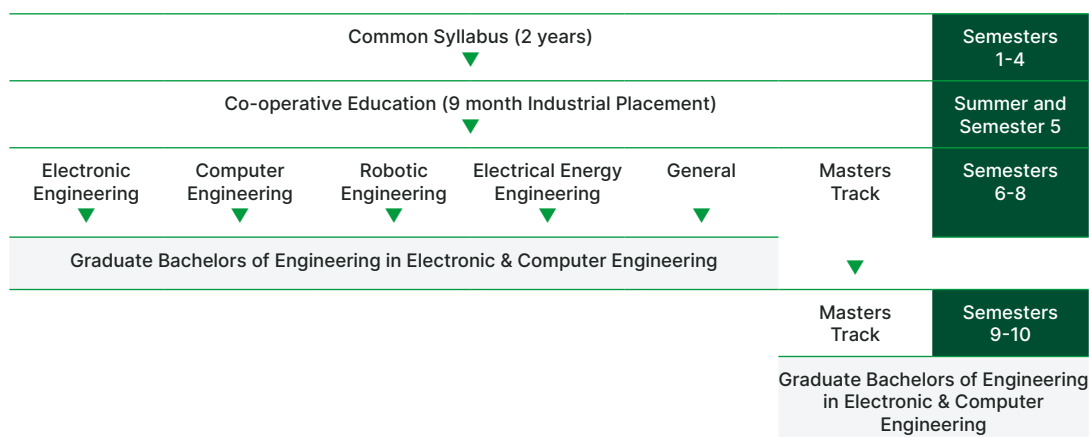 Common Syllabus (2 years)
Semesters
1-4
Co-operative Education (9 month Industrial Placement)
Summer and
Semester 5
Electronic
Engineering
Computer
Engineering
Robotic
Engineering
Electrical Energy
Engineering
General
Masters
Track
Semesters
6-8
Graduate Bachelors of Engineering in Electronic & Computer Engineering
Masters
Track
Semesters
9-10
Graduate Bachelors of Engineering
in Electronic & Computer
Engineering